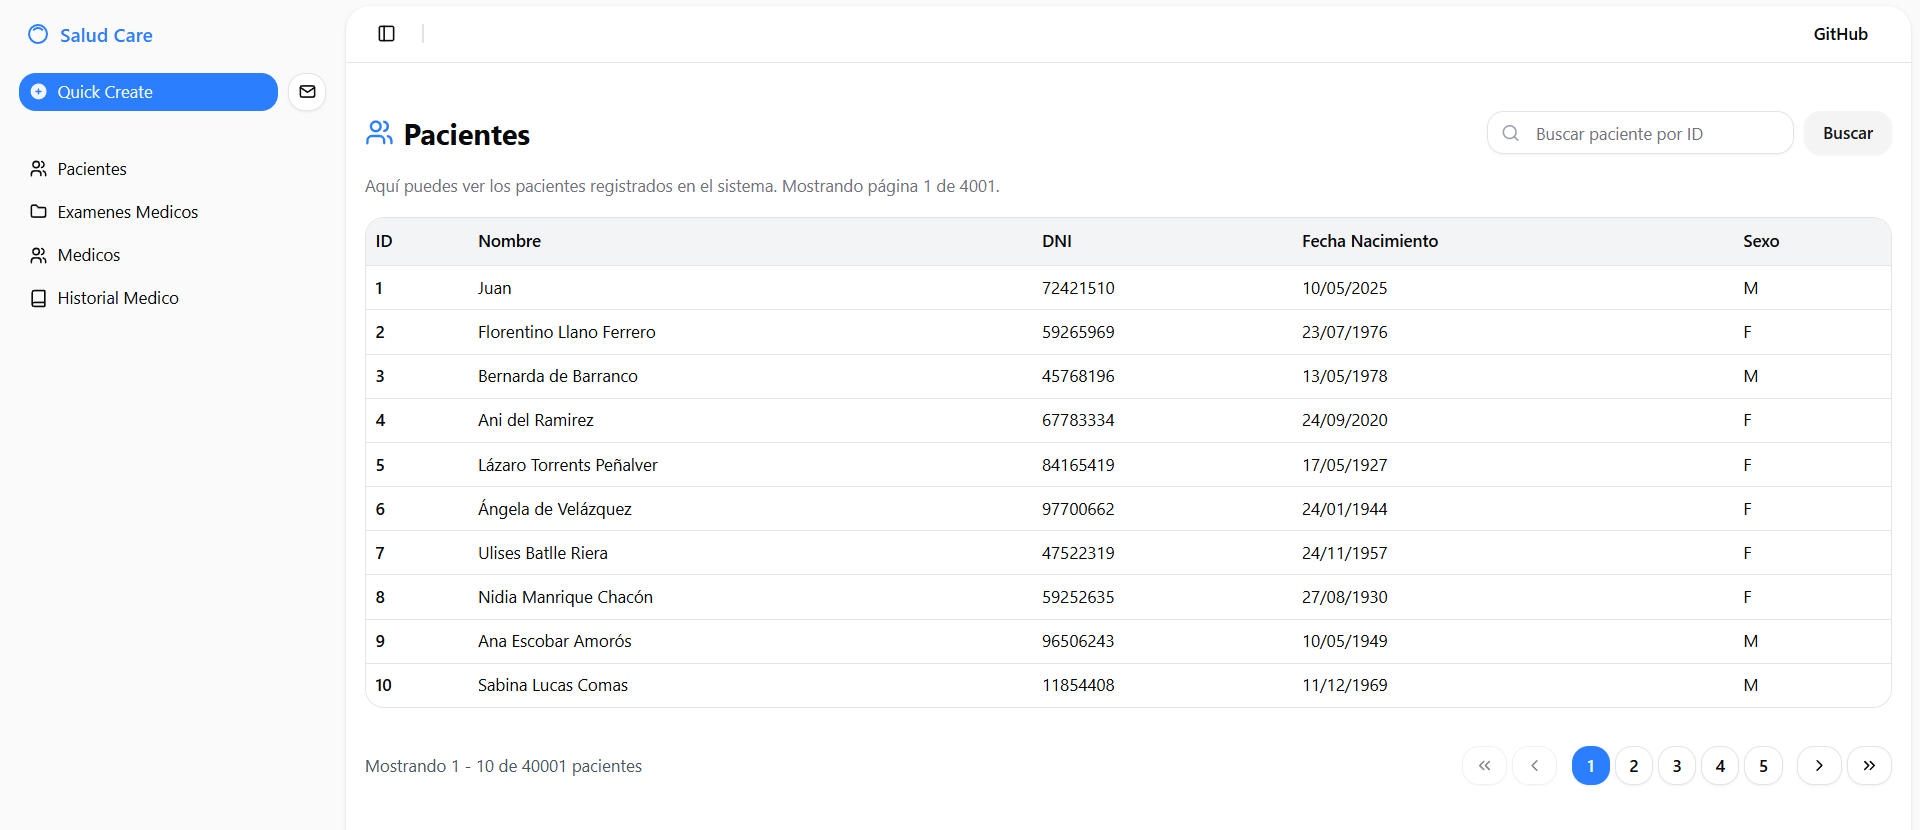 Salud Care
Quick Create
Pacientes
Examenes Medicos
Medicos
Historial Medico
GitHub
Pacientes
Buscar paciente por ID
Buscar
Aquí puedes ver los pacientes registrados en el sistema. Mostrando página 1 de 4001.
ID Nombre DNI Fecha Nacimiento Sexo
1 Juan 72421510 10/05/2025 M
2 Florentino Llano Ferrero 59265969 23/07/1976 F
3 Bernarda de Barranco 45768196 13/05/1978 M
4 Ani del Ramirez 67783334 24/09/2020 F
5 Lázaro Torrents Peñalver 84165419 17/05/1927 F
6 Ángela de Velázquez 97700662 24/01/1944 F
7 Ulises Batlle Riera 47522319 24/11/1957 F
8 Nidia Manrique Chacón 59252635 27/08/1930 F
9 Ana Escobar Amorós 96506243 10/05/1949 M
10 Sabina Lucas Comas 11854408 11/12/1969 M
Mostrando 1 - 10 de 40001 pacientes
1 2 3 4 5